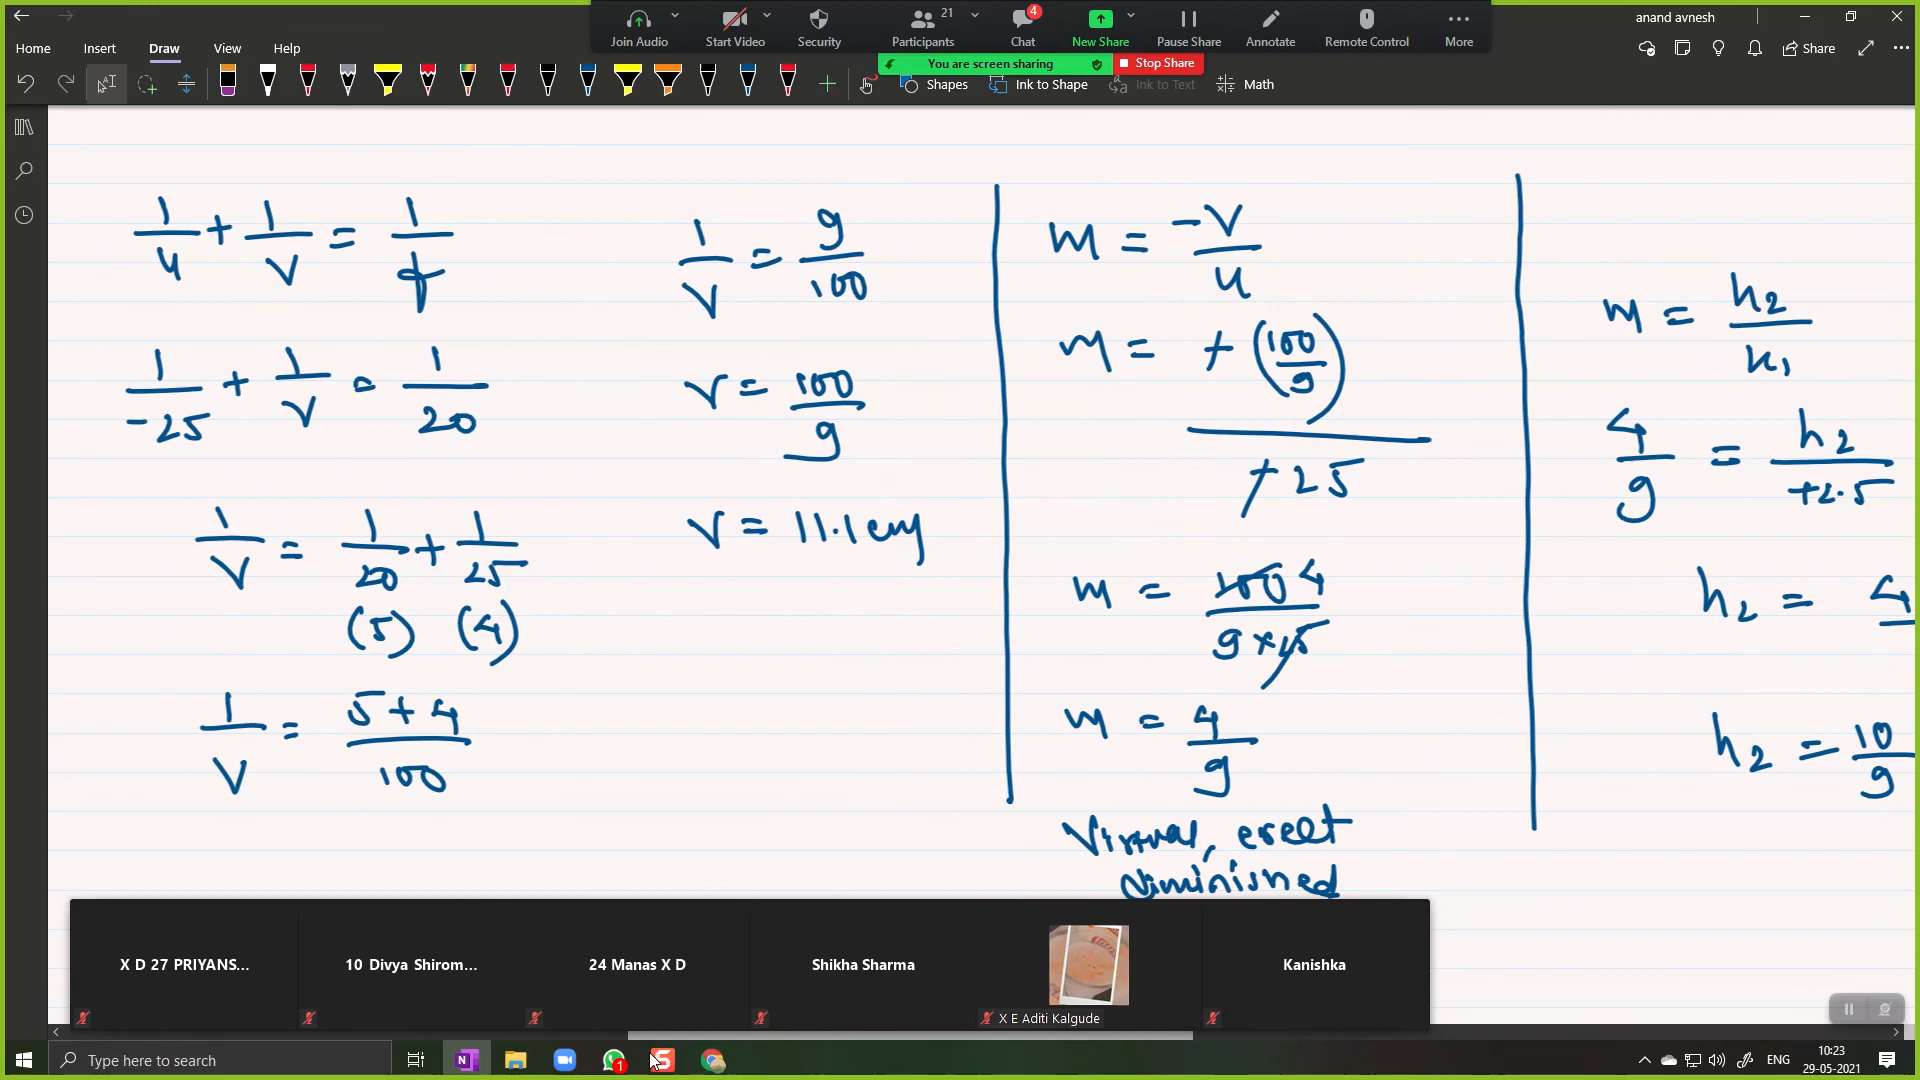 anand avnesh
Join Audio
Start Video
Security
Participants
21
Chat
4
New Share
Pause Share
Annotate
Remote Control
More
You are screen sharing
Stop Share
Home
Insert
Draw
View
Help
Share
Shapes
Ink to Shape
Ink to Text
Math
1/u + 1/v = 1/f
1/-25 + 1/v = 1/20
1/v = 1/20 + 1/25
(5) (4)
1/v = 5+4/100
1/v = 9/100
v = 100/9
v = 11.1 cm
m = -v/u
m = +(100/9)/+25
m = 100 4/9×25
m = 4/9
Virtual, erect
diminished
m = h2/h1
4/9 = h2/+2.5
h2 = 4
h2 = 10/9
X D 27 PRIYANS...
10 Divya Shirom...
24 Manas X D
Shikha Sharma
X E Aditi Kalgude
Kanishka
Type here to search
1
ENG
10:23
29-05-2021